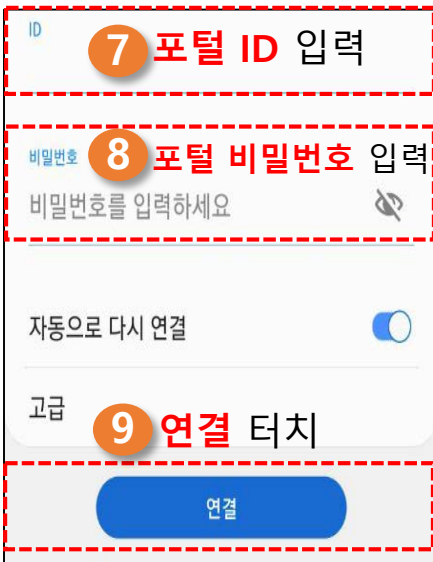 ID
7 포털 ID 입력
비밀번호
8 포털 비밀번호 입력
비밀번호를 입력하세요
자동으로 다시 연결
고급
9 연결 터치
연결